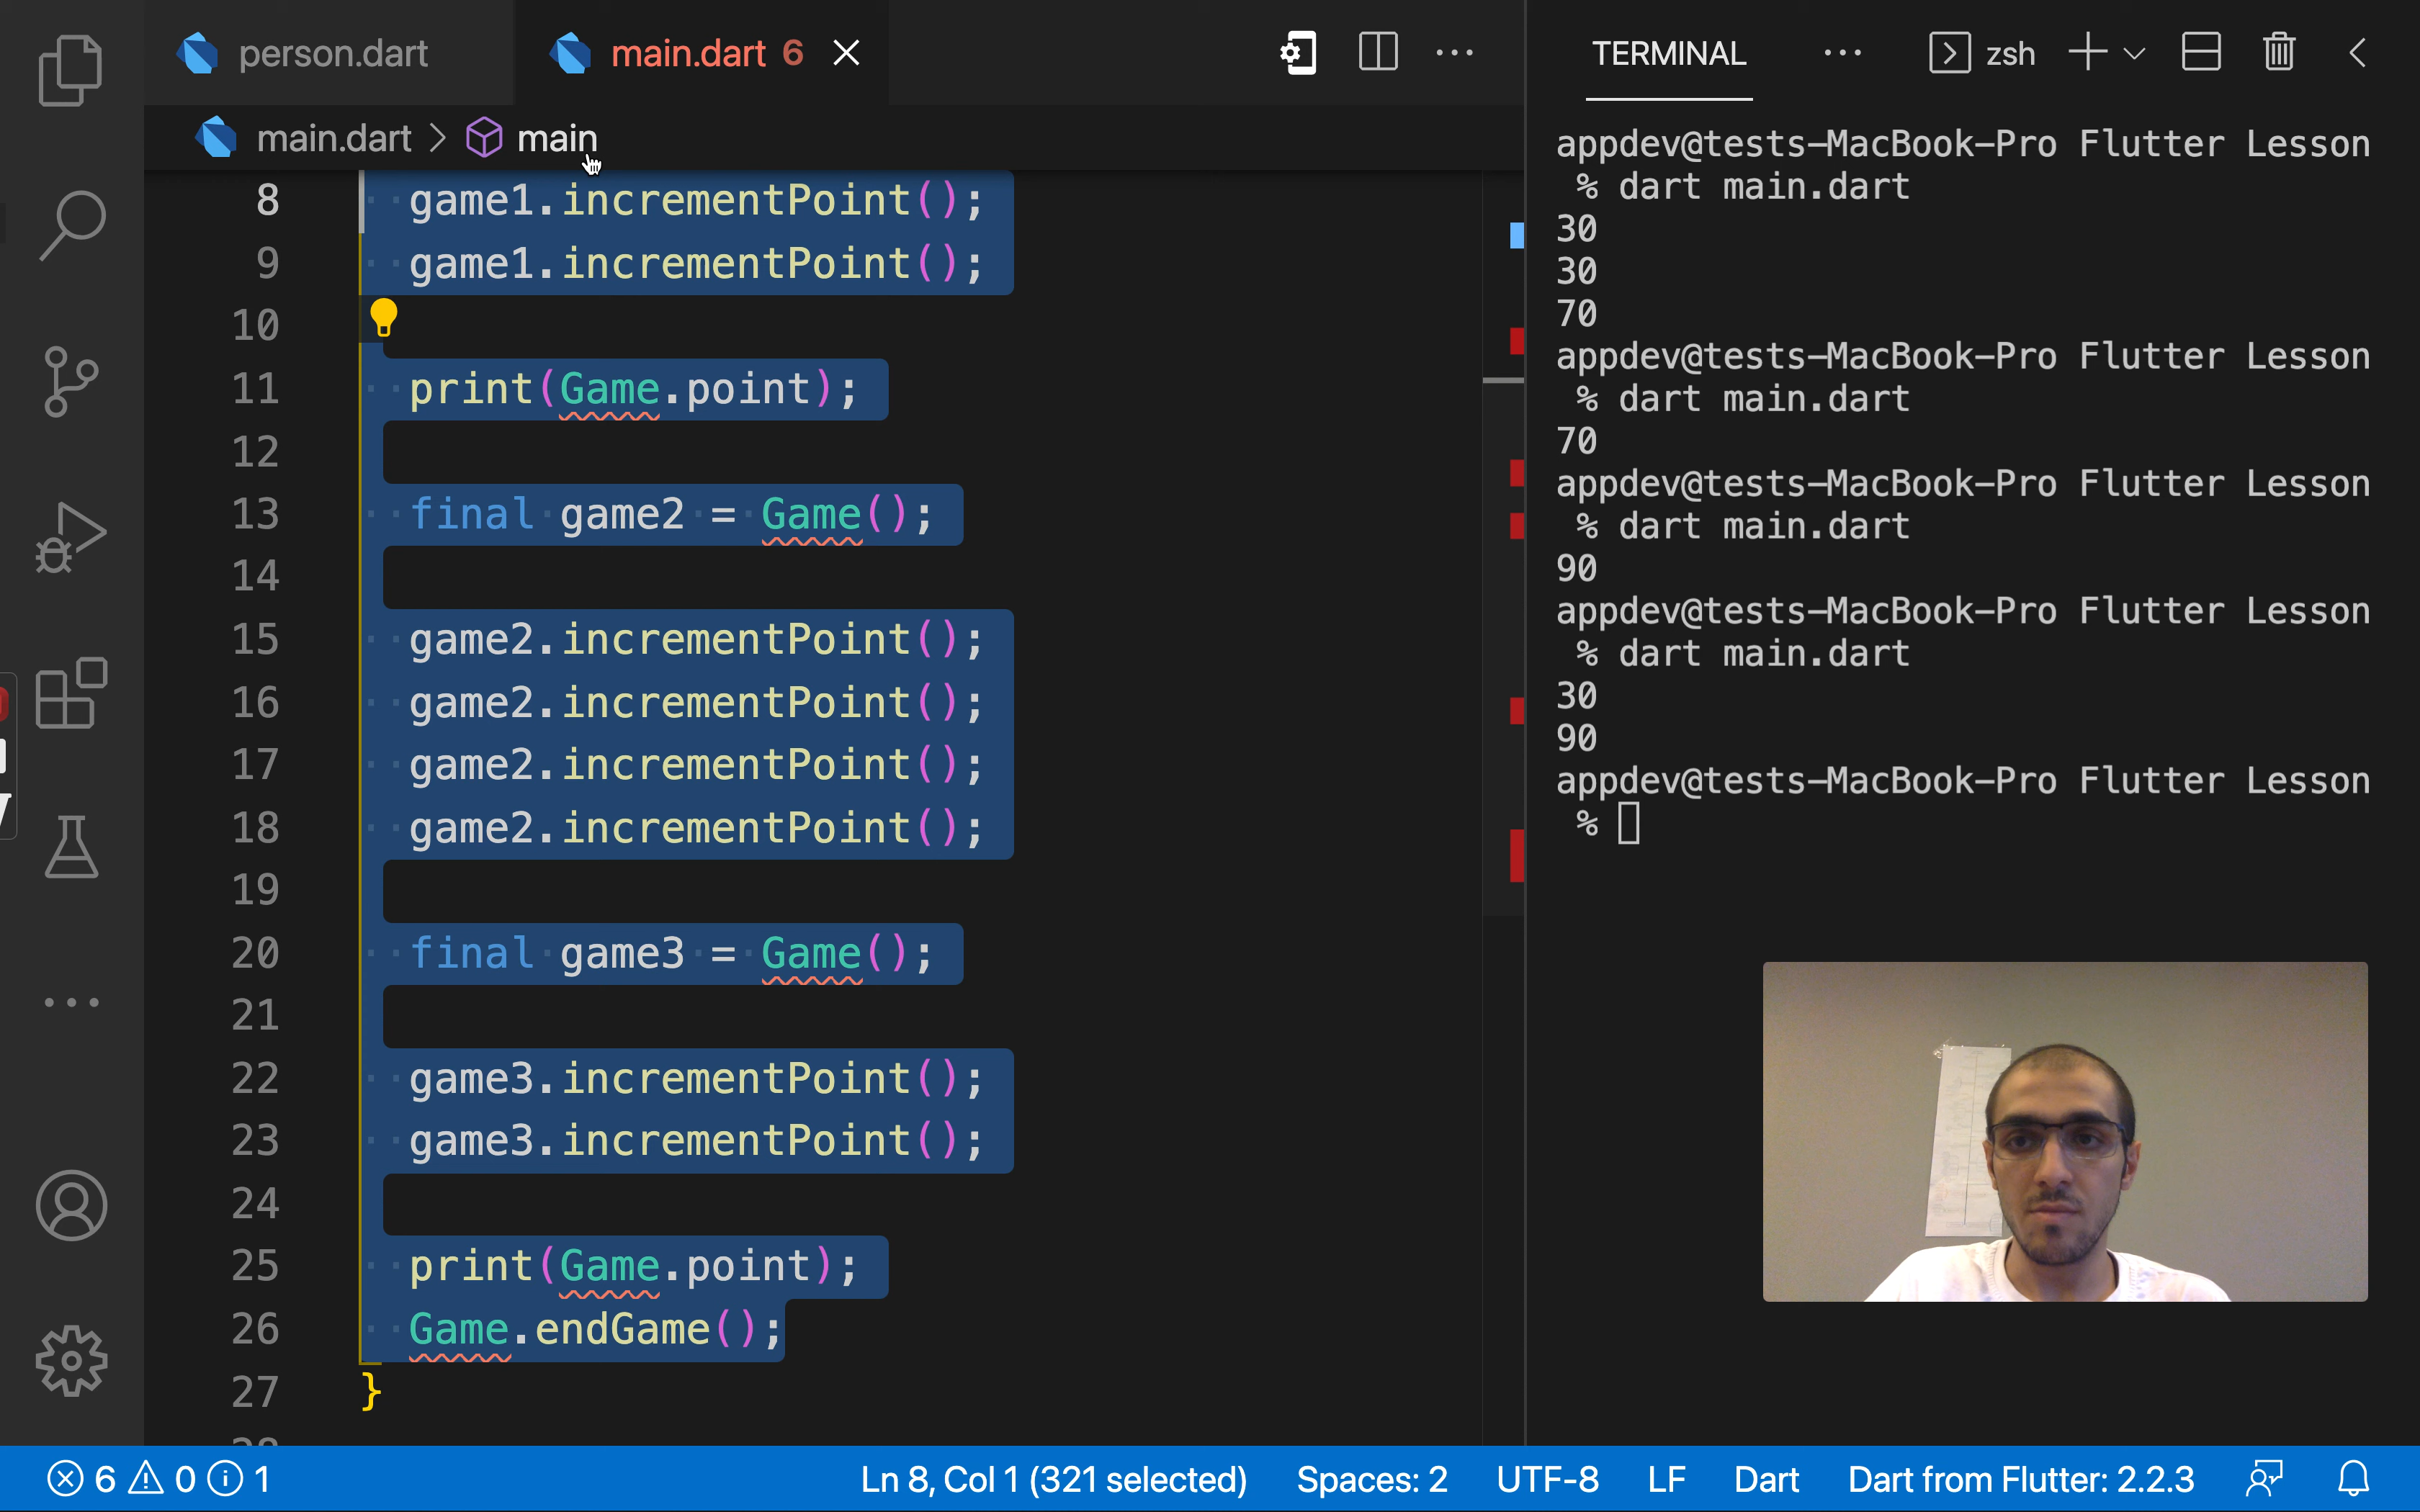 person.dart
main.dart 6
TERMINAL
zsh
main.dart > main
8 game1.incrementPoint();
9 game1.incrementPoint();
10
11 print(Game.point);
12
13 final game2 = Game();
14
15 game2.incrementPoint();
16 game2.incrementPoint();
17 game2.incrementPoint();
18 game2.incrementPoint();
19
20 final game3 = Game();
21
22 game3.incrementPoint();
23 game3.incrementPoint();
24
25 print(Game.point);
26 Game.endGame();
27 }
appdev@tests-MacBook-Pro Flutter Lesson
% dart main.dart
30
30
70
appdev@tests-MacBook-Pro Flutter Lesson
% dart main.dart
70
appdev@tests-MacBook-Pro Flutter Lesson
% dart main.dart
90
appdev@tests-MacBook-Pro Flutter Lesson
% dart main.dart
30
90
appdev@tests-MacBook-Pro Flutter Lesson
%
6 0 1
Ln 8, Col 1 (321 selected)
Spaces: 2
UTF-8
LF
Dart
Dart from Flutter: 2.2.3